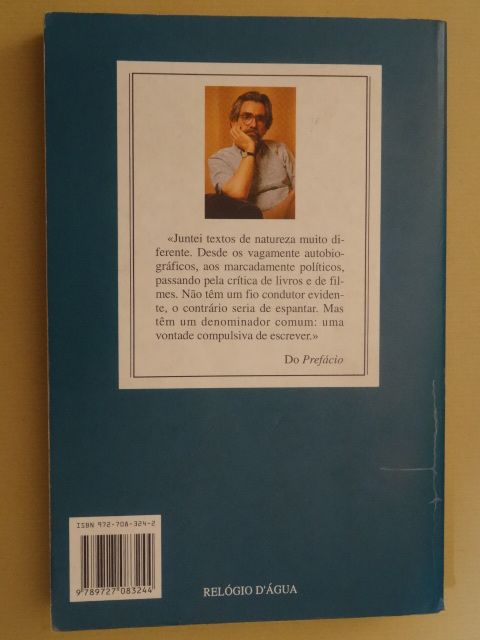 «Juntei textos de natureza muito di-
ferente. Desde os vagamente autobio-
gráficos, aos marcadamente políticos,
passando pela crítica de livros e de fil-
mes. Não têm um fio condutor eviden-
te, o contrário seria de espantar. Mas
têm um denominador comum: uma
vontade compulsiva de escrever.»
Do Prefácio
ISBN 972-708-324-2
9 789727 083244
RELÓGIO D'ÁGUA